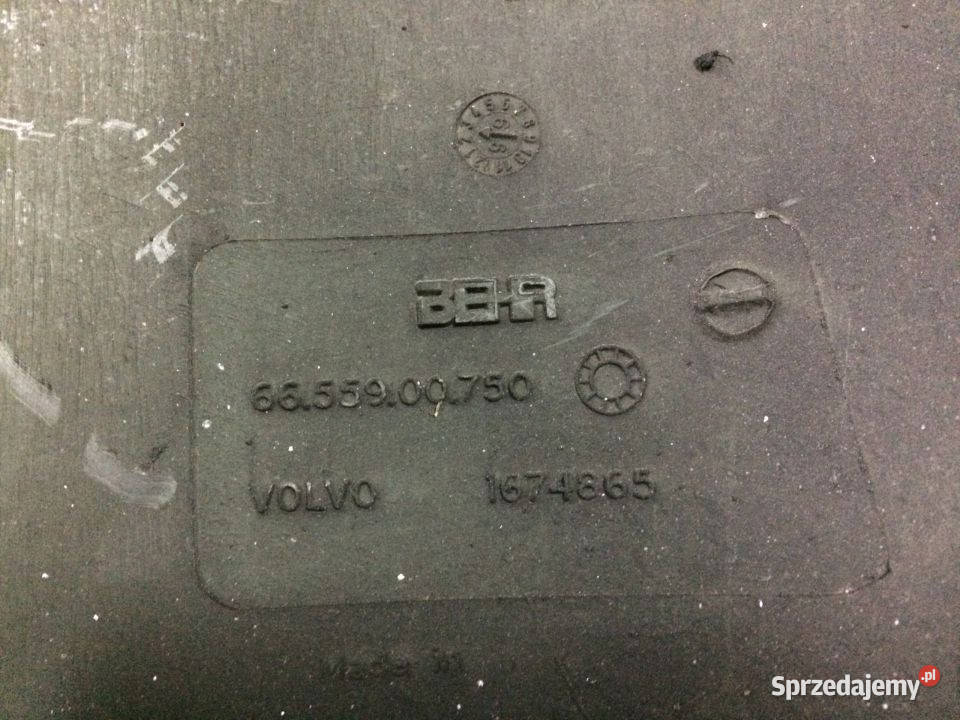 BEHR
66.559.00.750
VOLVO 1674865
Made in
Sprzedajemy.pl